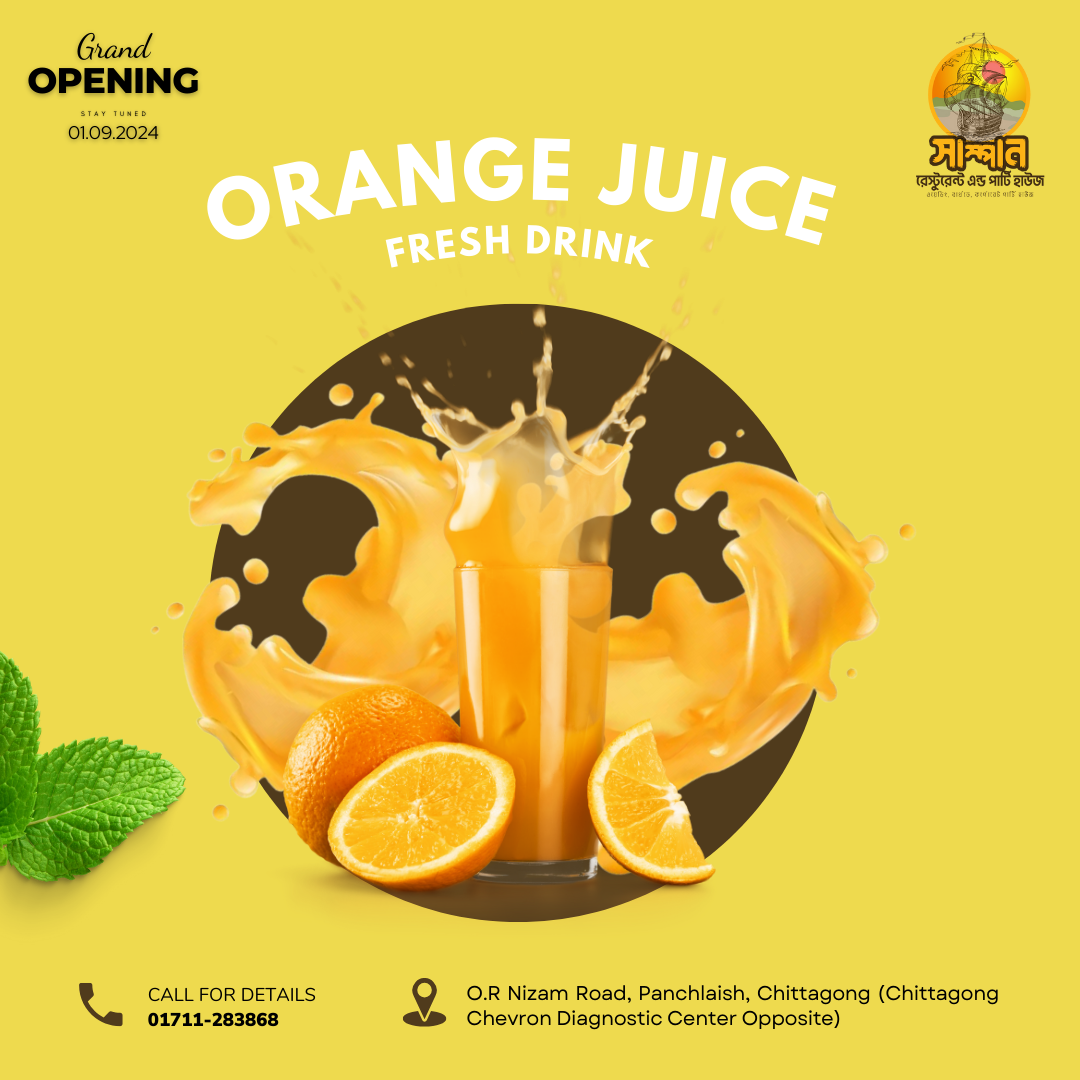 Grand
OPENING
STAY TUNED
01.09.2024
সাম্পান
রেস্টুরেন্ট এন্ড পার্টি হাউজ
ORANGE JUICE
FRESH DRINK
CALL FOR DETAILS
01711-283868
O.R Nizam Road, Panchlaish, Chittagong (Chittagong
Chevron Diagnostic Center Opposite)